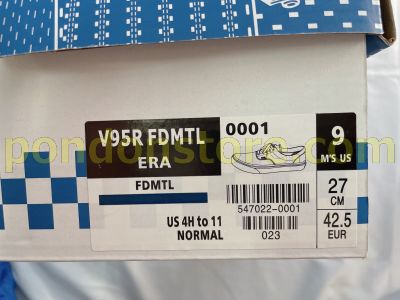 V95R FDMTL
ERA
FDMTL
US 4H to 11
NORMAL
0001
547022-0001
023
9
M'S US
27
CM
42.5
EUR
pondonstore.com